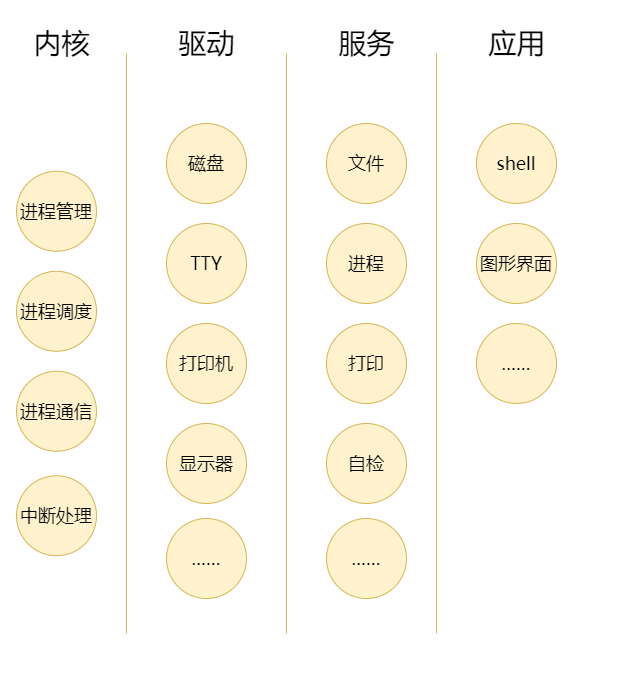 内核
驱动
服务
应用
进程管理
进程调度
进程通信
中断处理
磁盘
TTY
打印机
显示器
......
文件
进程
打印
自检
......
shell
图形界面
......